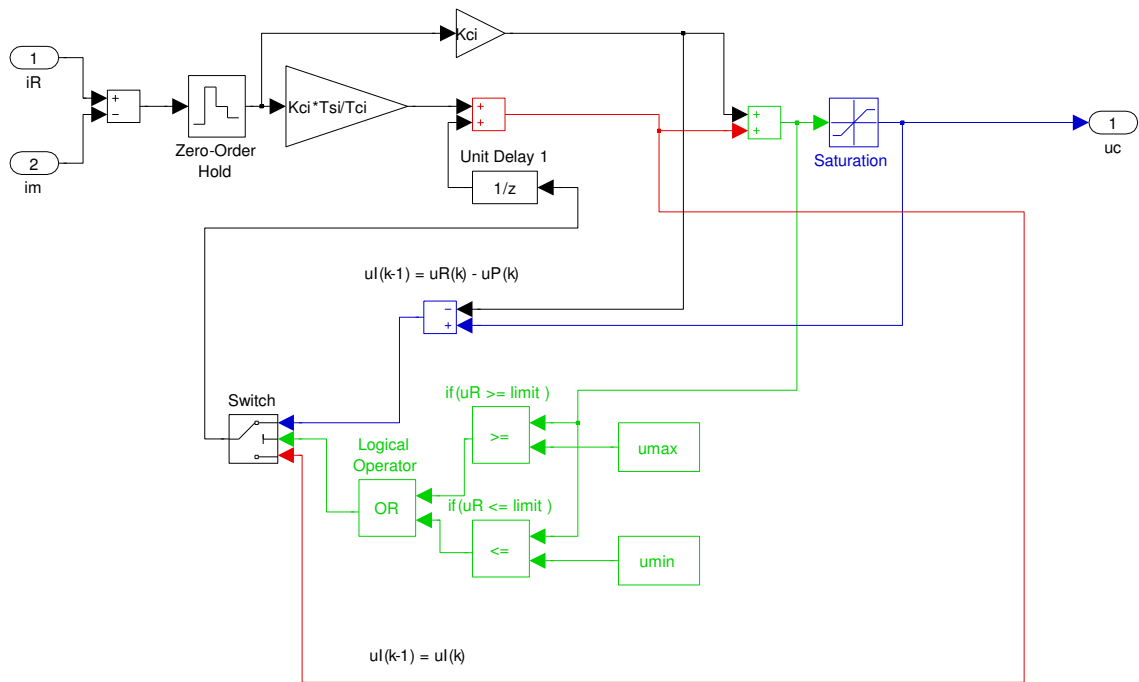 Kci
1
iR
+
−
Kci*Tsi/Tci
+
+
+
+
1
uc
Zero-Order
Hold
Unit Delay 1
Saturation
2
im
1/z
uI(k-1) = uR(k) - uP(k)
−
+
if(uR >= limit )
Switch
>=
umax
Logical
Operator
OR
if(uR <= limit )
<=
umin
uI(k-1) = uI(k)